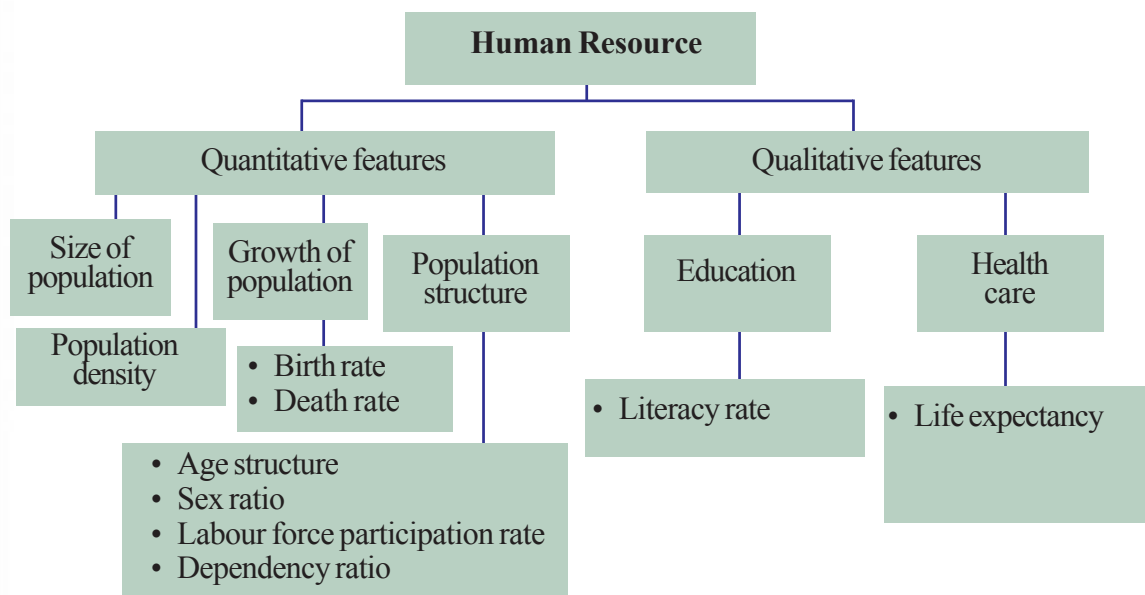 Human Resource
Quantitative features
Qualitative features
Size of
population
Population
density
Growth of
population
• Birth rate
• Death rate
Population
structure
• Age structure
• Sex ratio
• Labour force participation rate
• Dependency ratio
Education
• Literacy rate
Health
care
• Life expectancy